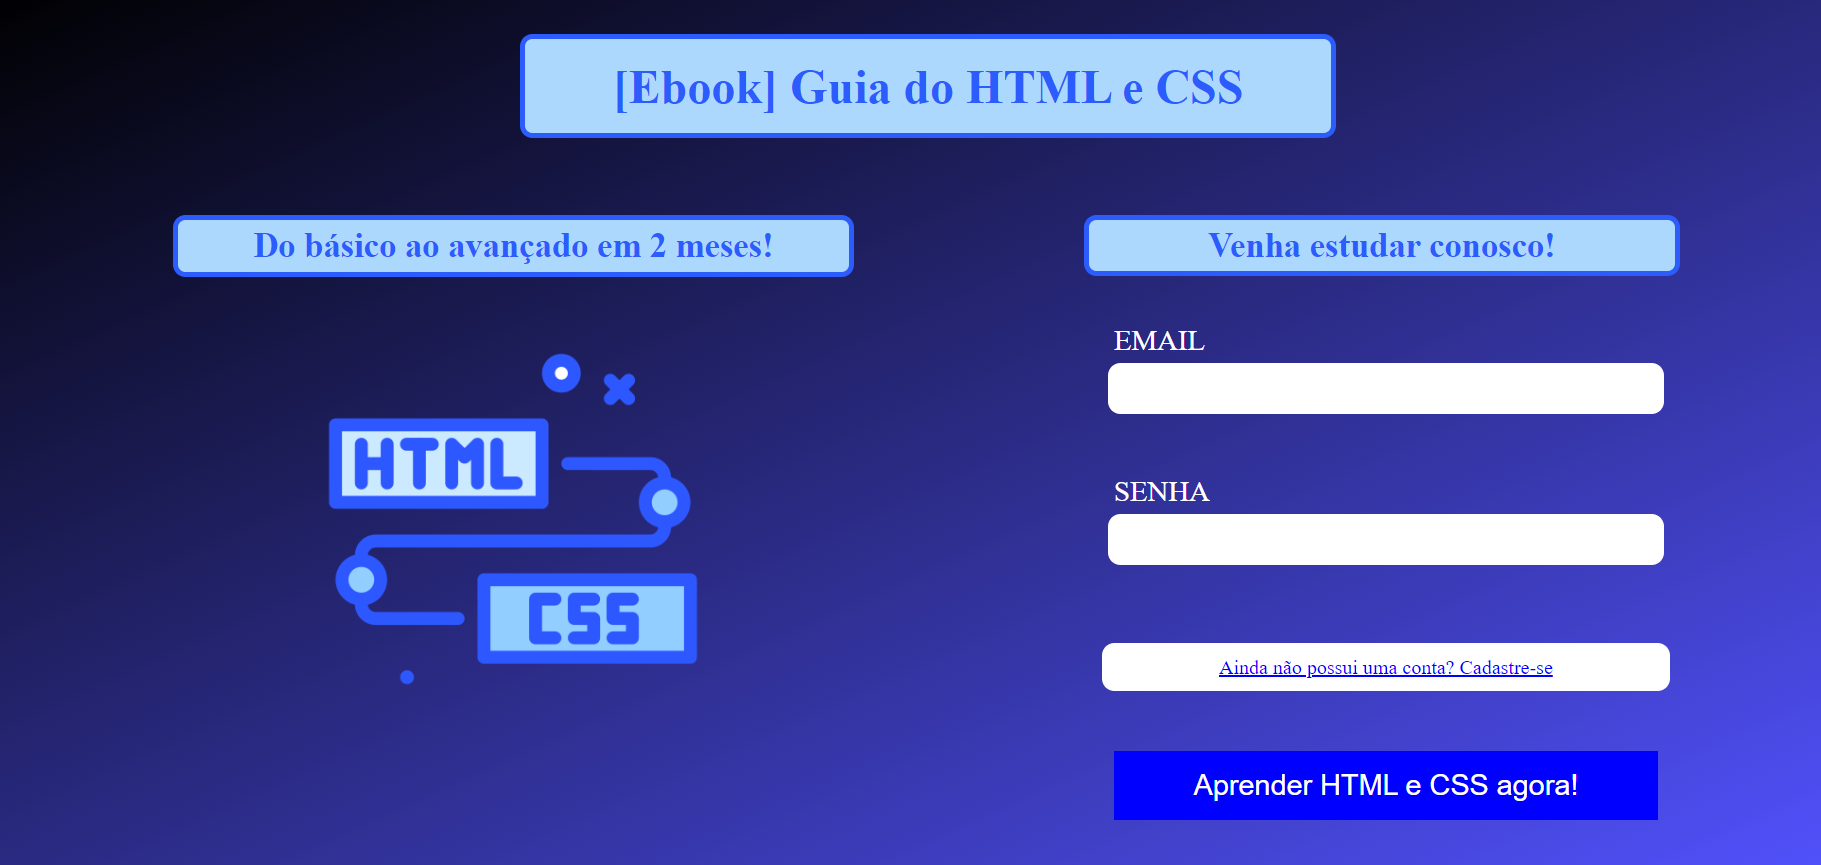 [Ebook] Guia do HTML e CSS
Do básico ao avançado em 2 meses!
HTML
CSS
Venha estudar conosco!
EMAIL
SENHA
Ainda não possui uma conta? Cadastre-se
Aprender HTML e CSS agora!